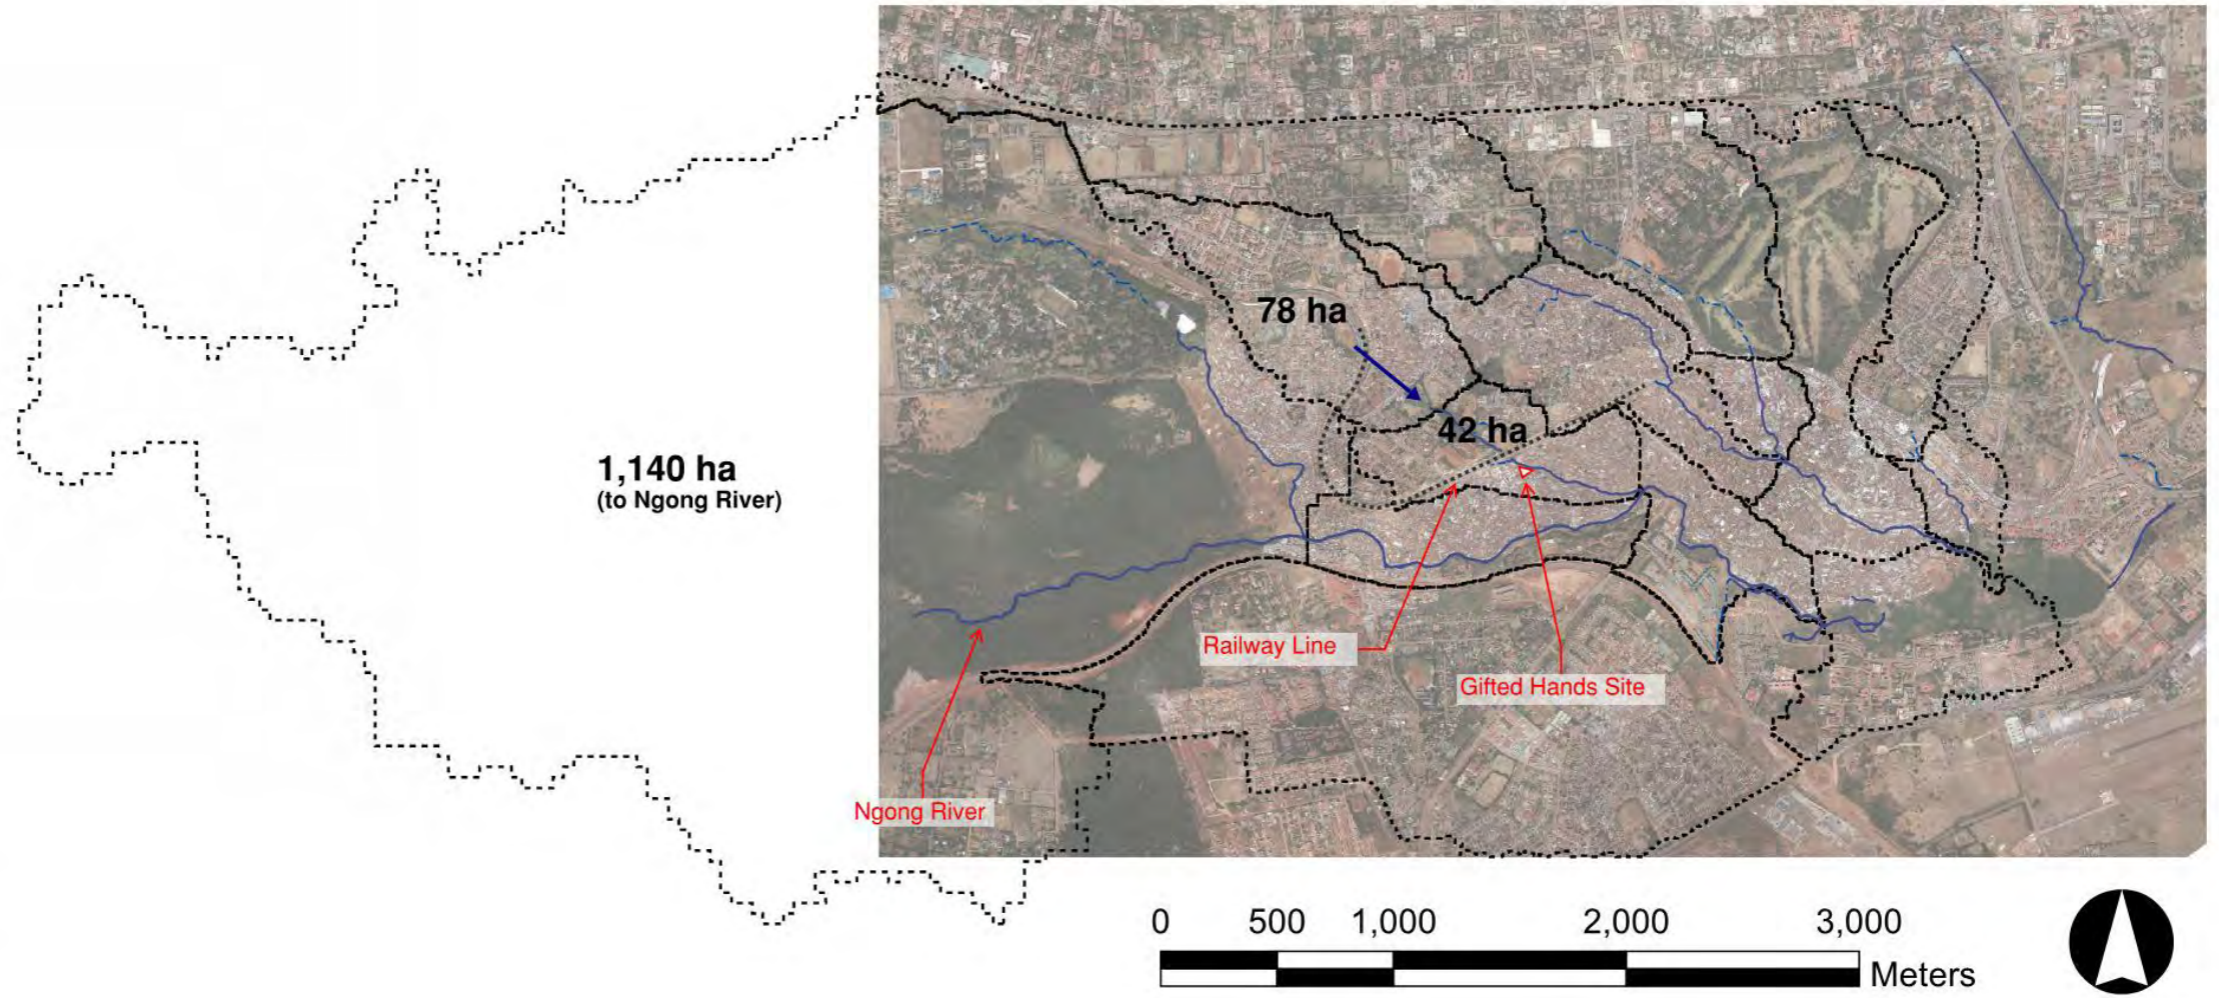 78 ha
42 ha
1,140 ha
(to Ngong River)
Railway Line
Gifted Hands Site
Ngong River
0 500 1,000 2,000 3,000
Meters